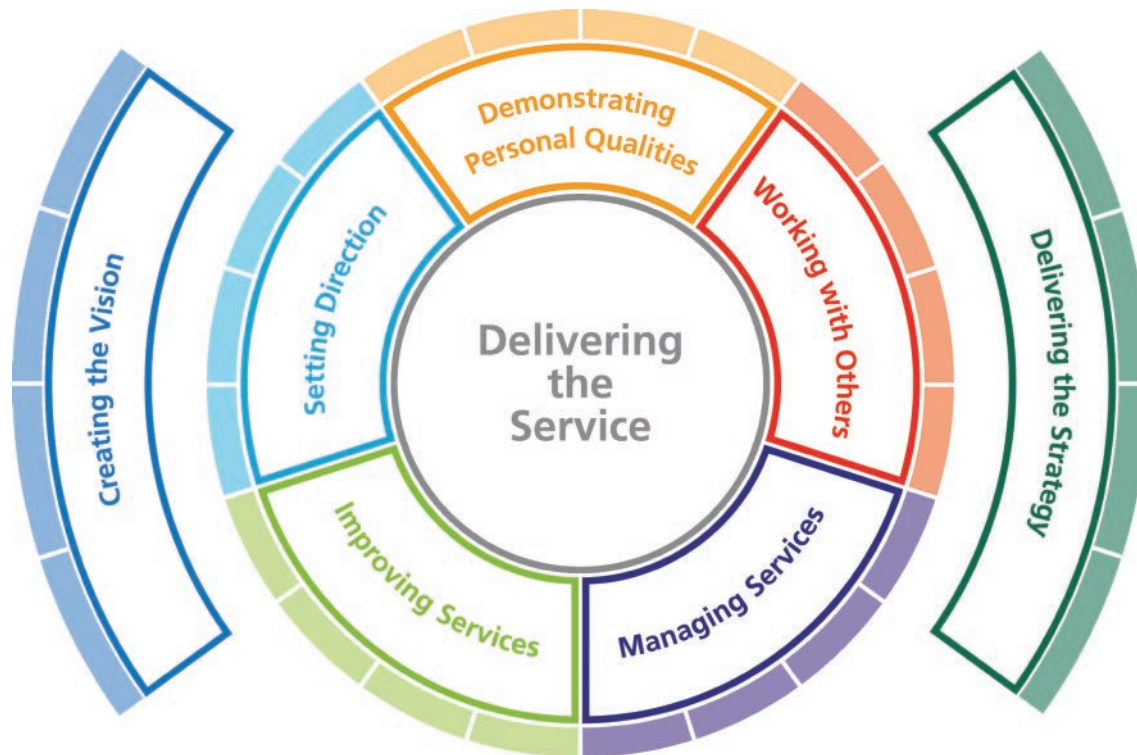 Demonstrating
Personal Qualities
Working with Others
Managing Services
Improving Services
Setting Direction
Delivering
the
Service
Creating the Vision
Delivering the Strategy